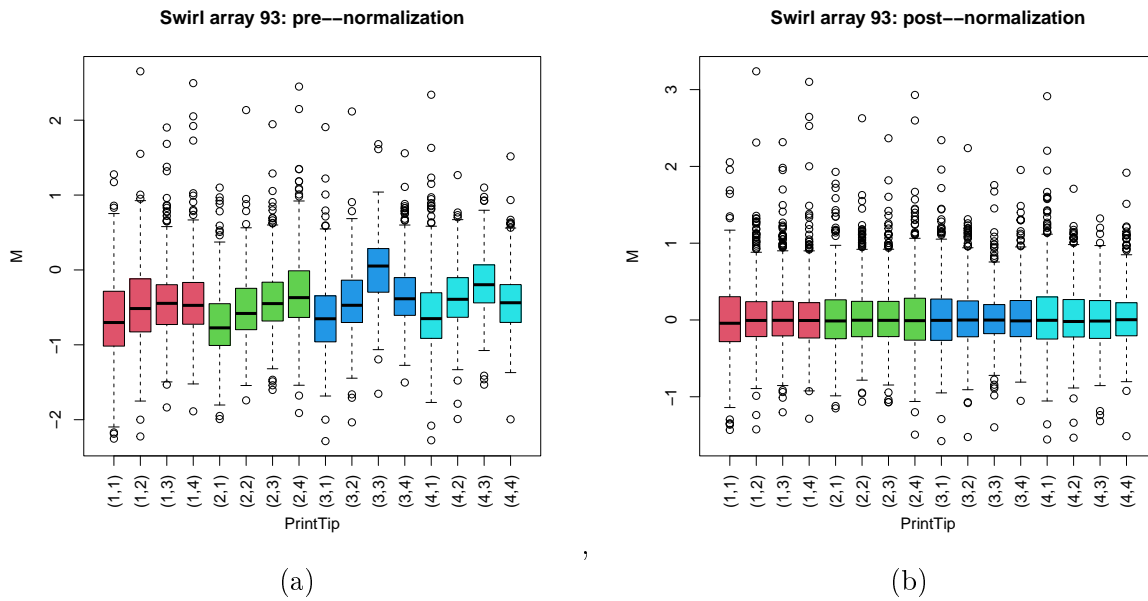 Swirl array 93: pre−−normalization
M
2
1
0
−1
−2
(1,1) (1,2) (1,3) (1,4) (2,1) (2,2) (2,3) (2,4) (3,1) (3,2) (3,3) (3,4) (4,1) (4,2) (4,3) (4,4)
PrintTip
(a)
,
Swirl array 93: post−−normalization
M
3
2
1
0
−1
(1,1) (1,2) (1,3) (1,4) (2,1) (2,2) (2,3) (2,4) (3,1) (3,2) (3,3) (3,4) (4,1) (4,2) (4,3) (4,4)
PrintTip
(b)